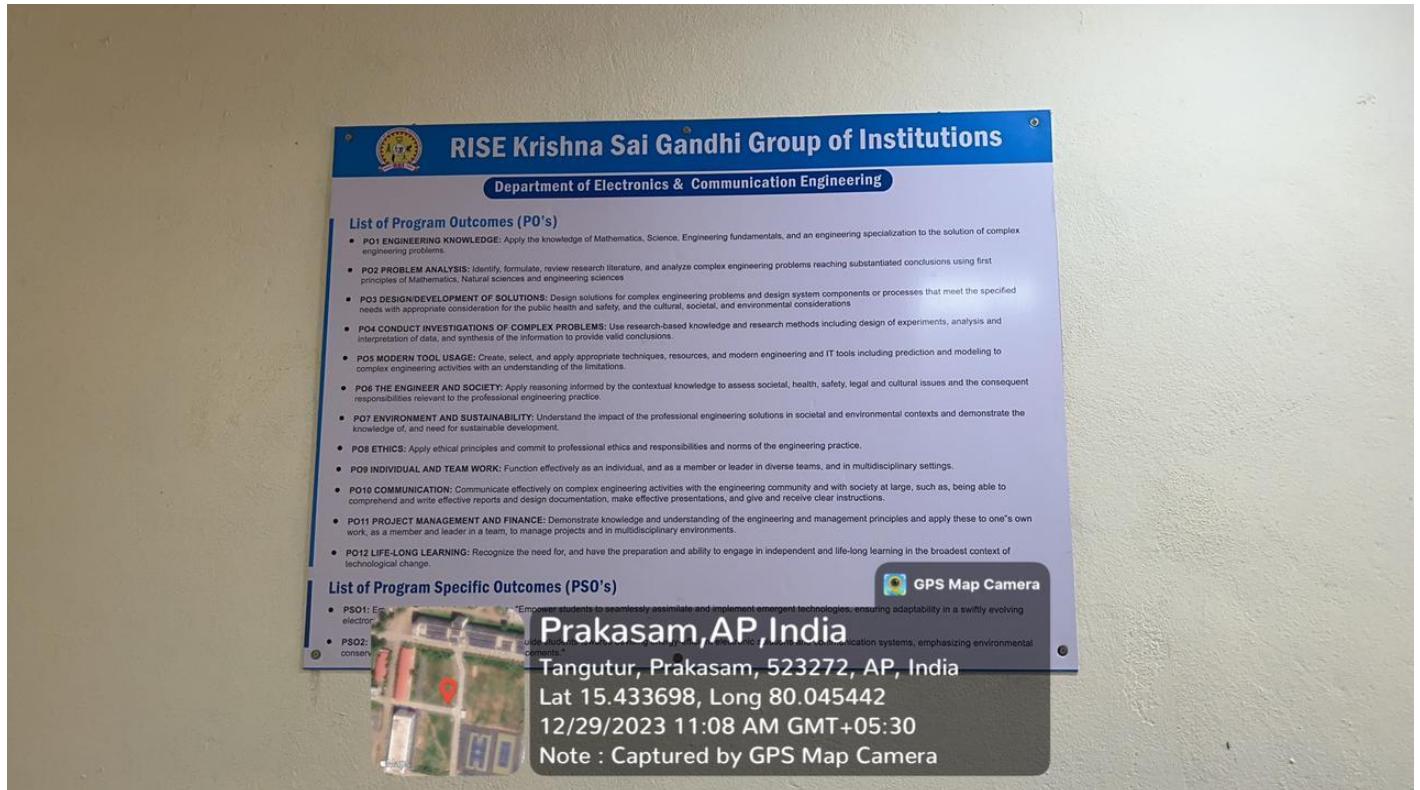 RISE Krishna Sai Gandhi Group of Institutions
Department of Electronics & Communication Engineering
List of Program Outcomes (PO's)
• PO1 ENGINEERING KNOWLEDGE: Apply the knowledge of Mathematics, Science, Engineering fundamentals, and an engineering specialization to the solution of complex
engineering problems.
• PO2 PROBLEM ANALYSIS: Identify, formulate, review research literature, and analyze complex engineering problems reaching substantiated conclusions using first
principles of Mathematics, Natural sciences and engineering sciences
• PO3 DESIGN/DEVELOPMENT OF SOLUTIONS: Design solutions for complex engineering problems and design system components or processes that meet the specified
needs with appropriate consideration for the public health and safety, and the cultural, societal, and environmental considerations
• PO4 CONDUCT INVESTIGATIONS OF COMPLEX PROBLEMS: Use research-based knowledge and research methods including design of experiments, analysis and
interpretation of data, and synthesis of the information to provide valid conclusions.
• PO5 MODERN TOOL USAGE: Create, select, and apply appropriate techniques, resources, and modern engineering and IT tools including prediction and modeling to
complex engineering activities with an understanding of the limitations.
• PO6 THE ENGINEER AND SOCIETY: Apply reasoning informed by the contextual knowledge to assess societal, health, safety, legal and cultural issues and the consequent
responsibilities relevant to the professional engineering practice.
• PO7 ENVIRONMENT AND SUSTAINABILITY: Understand the impact of the professional engineering solutions in societal and environmental contexts and demonstrate the
knowledge of, and need for sustainable development.
• PO8 ETHICS: Apply ethical principles and commit to professional ethics and responsibilities and norms of the engineering practice.
• PO9 INDIVIDUAL AND TEAM WORK: Function effectively as an individual, and as a member or leader in diverse teams, and in multidisciplinary settings.
• PO10 COMMUNICATION: Communicate effectively on complex engineering activities with the engineering community and with society at large, such as, being able to
comprehend and write effective reports and design documentation, make effective presentations, and give and receive clear instructions.
• PO11 PROJECT MANAGEMENT AND FINANCE: Demonstrate knowledge and understanding of the engineering and management principles and apply these to one"s own
work, as a member and leader in a team, to manage projects and in multidisciplinary environments.
• PO12 LIFE-LONG LEARNING: Recognize the need for, and have the preparation and ability to engage in independent and life-long learning in the broadest context of
technological change.
List of Program Specific Outcomes (PSO's)
• PSO1: "Empower students to seamlessly assimilate and implement emergent technologies, ensuring adaptability in a swiftly evolving
• PSO2: students communication systems, emphasizing environmental
GPS Map Camera
Prakasam,AP,India
Tangutur, Prakasam, 523272, AP, India
Lat 15.433698, Long 80.045442
12/29/2023 11:08 AM GMT+05:30
Note : Captured by GPS Map Camera